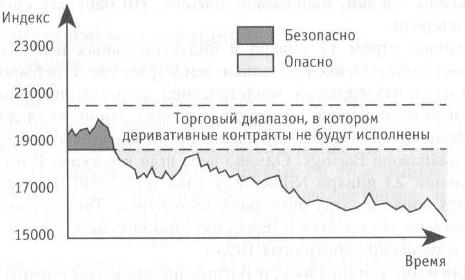 Индекс
23000
21000
19000
17000
15000
Безопасно
Опасно
Торговый диапазон, в котором
деривативные контракты не будут исполнены
Время